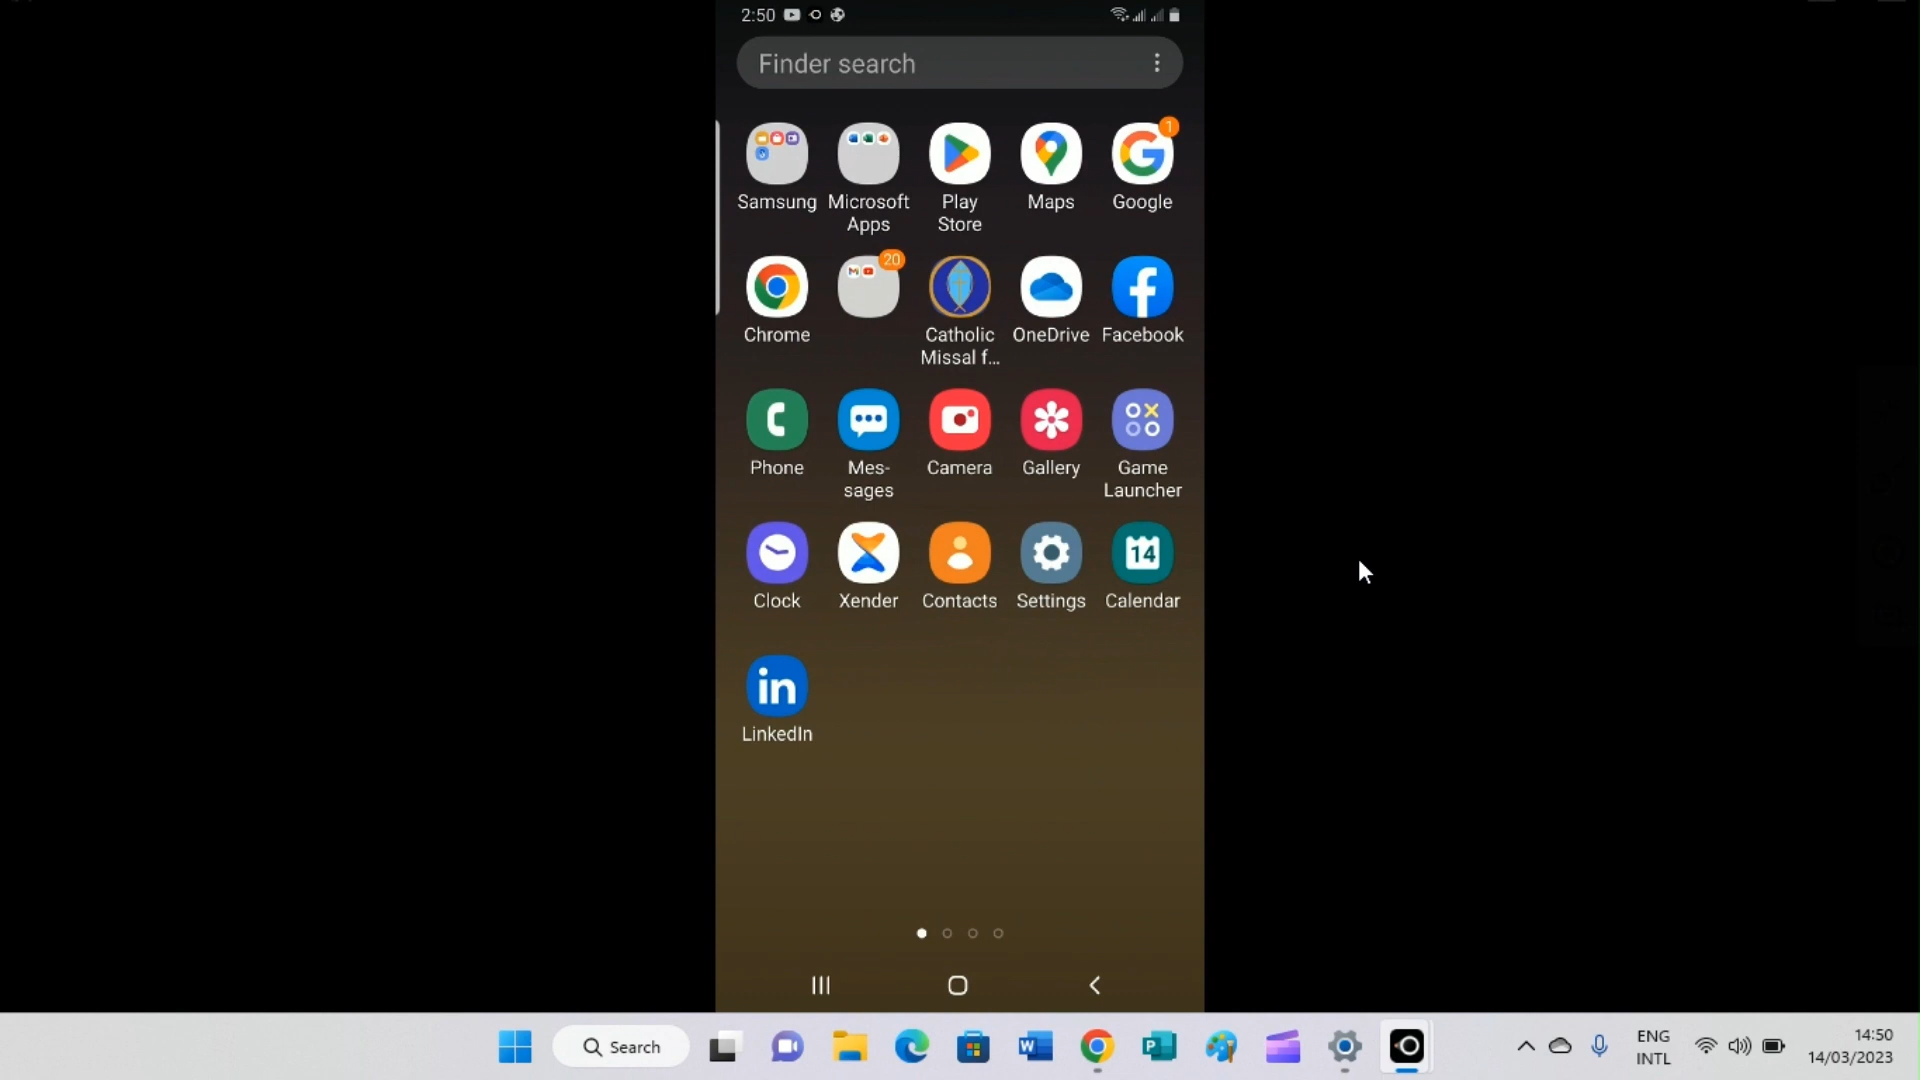 2:50
Finder search
1
Samsung Microsoft Play Maps Google
Apps Store
20
Chrome Catholic OneDrive Facebook
Missal f...
Phone Mes- Camera Gallery Game
sages Launcher
14
Clock Xender Contacts Settings Calendar
in
LinkedIn
Search
ENG
INTL
14:50
14/03/2023